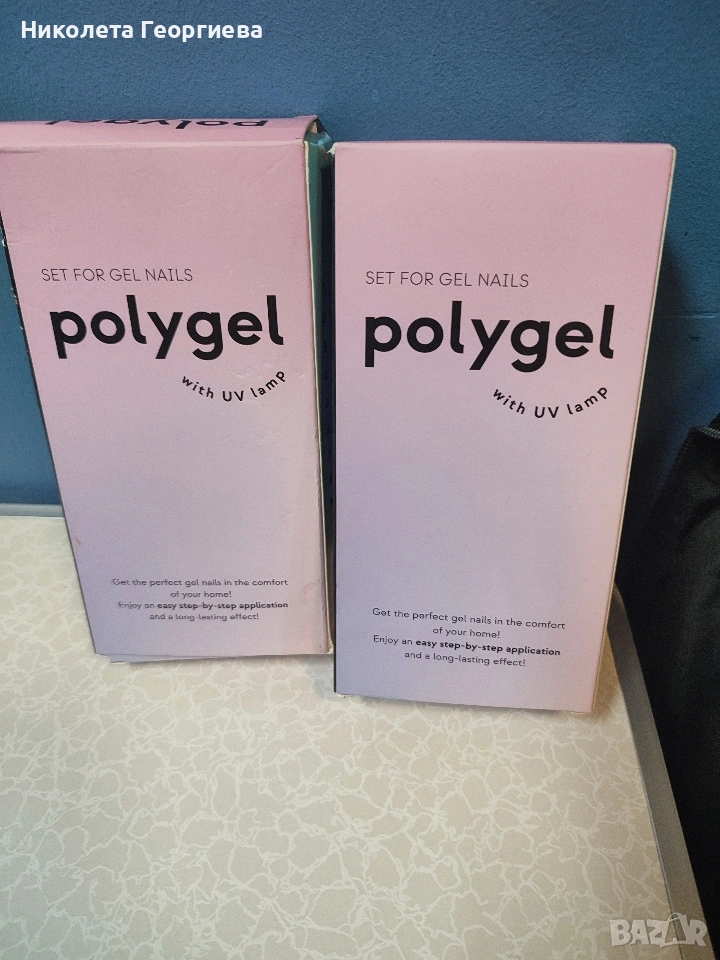 Николета Георгиева
polygel
SET FOR GEL NAILS
polygel
with UV lamp
Get the perfect gel nails in the comfort
of your home!
Enjoy an easy step-by-step application
and a long-lasting effect!
SET FOR GEL NAILS
polygel
with UV lamp
Get the perfect gel nails in the comfort
of your home!
Enjoy an easy step-by-step application
and a long-lasting effect!
BAZAR